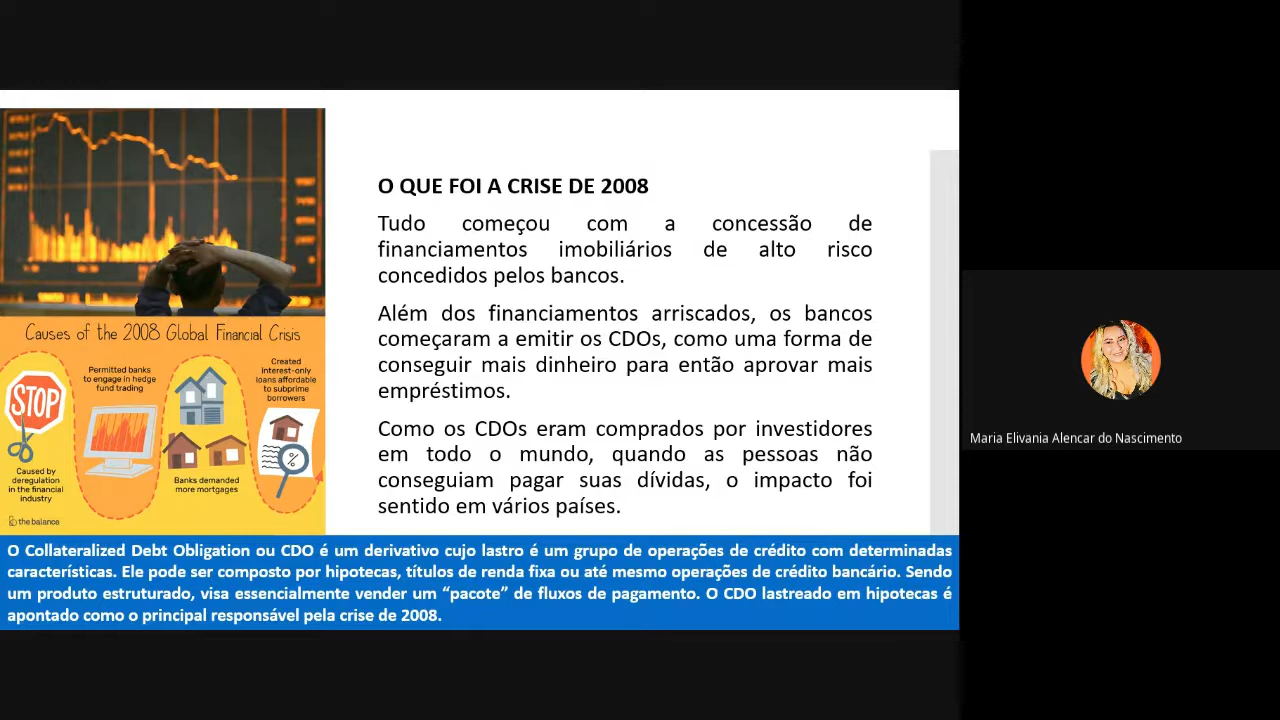 O QUE FOI A CRISE DE 2008
Tudo começou com a concessão de
financiamentos imobiliários de alto risco
concedidos pelos bancos.
Além dos financiamentos arriscados, os bancos
começaram a emitir os CDOs, como uma forma de
conseguir mais dinheiro para então aprovar mais
empréstimos.
Como os CDOs eram comprados por investidores
em todo o mundo, quando as pessoas não
conseguiam pagar suas dívidas, o impacto foi
sentido em vários países.
Causes of the 2008 Global Financial Crisis
STOP
Caused by
deregulation
in the financial
industry
Permitted banks
to engage in hedge
fund trading
Banks demanded
more mortgages
Created
interest-only
loans affordable
to subprime
borrowers
%
the balance
O Collateralized Debt Obligation ou CDO é um derivativo cujo lastro é um grupo de operações de crédito com determinadas
características. Ele pode ser composto por hipotecas, títulos de renda fixa ou até mesmo operações de crédito bancário. Sendo
um produto estruturado, visa essencialmente vender um “pacote” de fluxos de pagamento. O CDO lastreado em hipotecas é
apontado como o principal responsável pela crise de 2008.
Maria Elivania Alencar do Nascimento